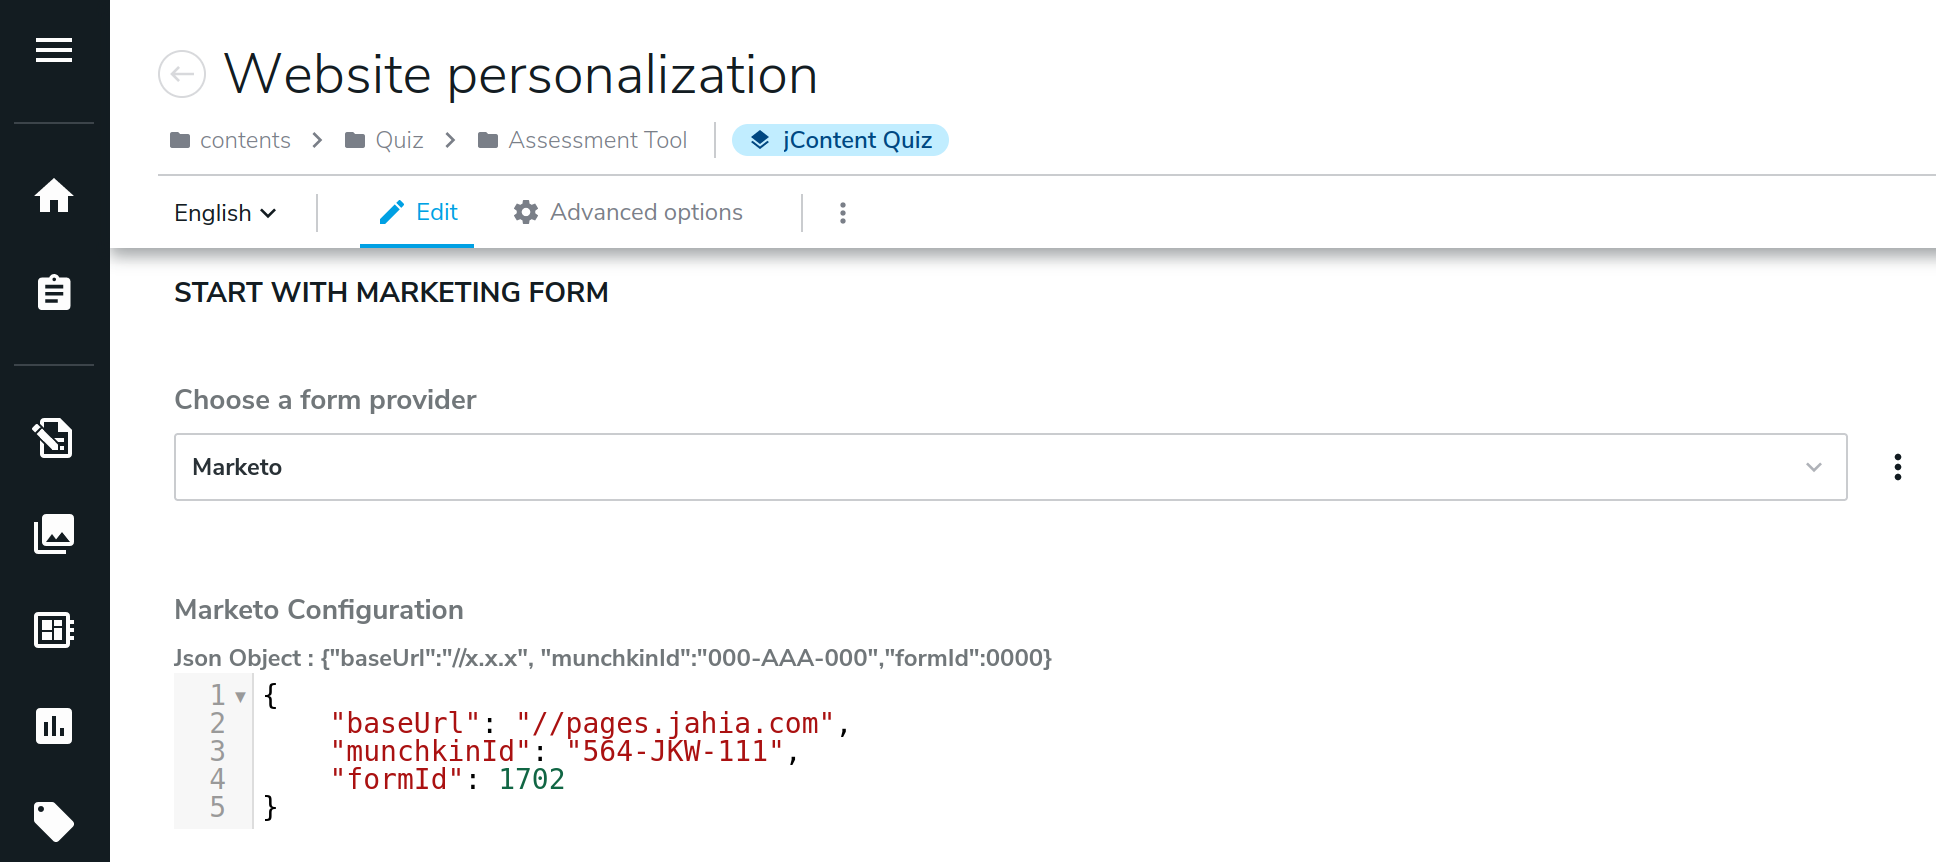 Website personalization
contents Quiz Assessment Tool jContent Quiz
English Edit Advanced options
START WITH MARKETING FORM
Choose a form provider
Marketo
Marketo Configuration
Json Object : {"baseUrl":"//x.x.x", "munchkinId":"000-AAA-000","formId":0000}
1 {
2 "baseUrl": "//pages.jahia.com",
3 "munchkinId": "564-JKW-111",
4 "formId": 1702
5 }